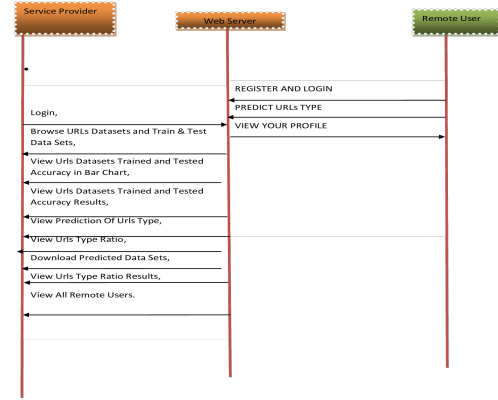 Service Provider
Web Server
Remote User
REGISTER AND LOGIN
PREDICT URLs TYPE
VIEW YOUR PROFILE
Login,
Browse URLs Datasets and Train & Test
Data Sets,
View Urls Datasets Trained and Tested
Accuracy in Bar Chart,
View Urls Datasets Trained and Tested
Accuracy Results,
View Prediction Of Urls Type,
View Urls Type Ratio,
Download Predicted Data Sets,
View Urls Type Ratio Results,
View All Remote Users.